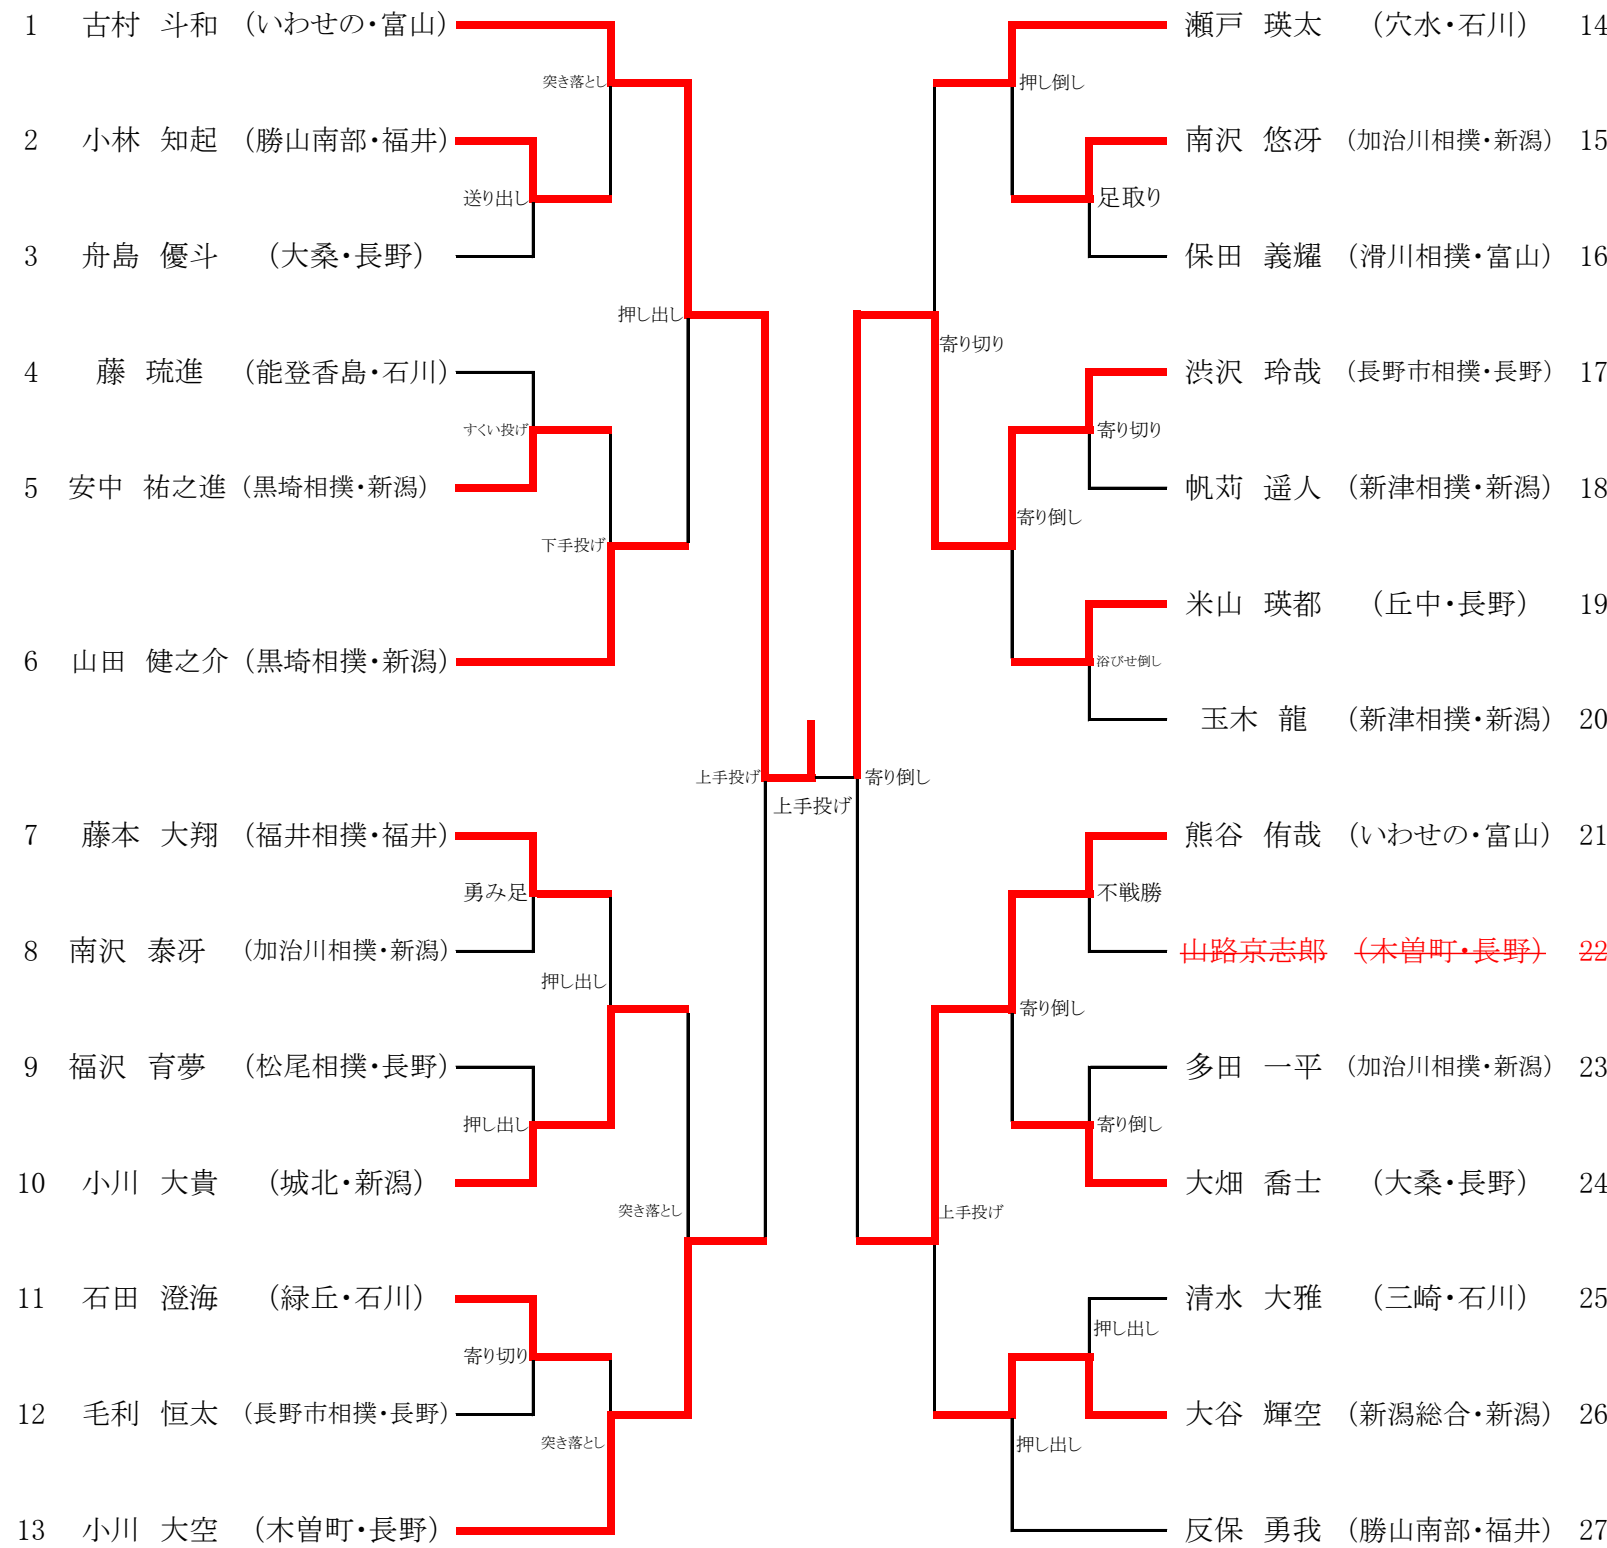 1 古村 斗和 (いわせの・富山)
突き落とし
2 小林 知起 (勝山南部・福井)
送り出し
3 舟島 優斗 (大桑・長野)
押し出し
4 藤 琉進 (能登香島・石川)
すくい投げ
5 安中 祐之進 (黒埼相撲・新潟)
下手投げ
6 山田 健之介 (黒埼相撲・新潟)
上手投げ
上手投げ
7 藤本 大翔 (福井相撲・福井)
勇み足
8 南沢 泰冴 (加治川相撲・新潟)
押し出し
9 福沢 育夢 (松尾相撲・長野)
押し出し
10 小川 大貴 (城北・新潟)
突き落とし
11 石田 澄海 (緑丘・石川)
寄り切り
12 毛利 恒太 (長野市相撲・長野)
突き落とし
13 小川 大空 (木曽町・長野)
瀬戸 瑛太 (穴水・石川) 14
押し倒し
南沢 悠冴 (加治川相撲・新潟) 15
足取り
保田 義耀 (滑川相撲・富山) 16
寄り切り
渋沢 玲哉 (長野市相撲・長野) 17
寄り切り
帆苅 遥人 (新津相撲・新潟) 18
寄り倒し
米山 瑛都 (丘中・長野) 19
浴びせ倒し
玉木 龍 (新津相撲・新潟) 20
寄り倒し
熊谷 侑哉 (いわせの・富山) 21
不戦勝
山路京志郎 (木曽町・長野) 22
寄り倒し
多田 一平 (加治川相撲・新潟) 23
寄り倒し
大畑 喬士 (大桑・長野) 24
上手投げ
清水 大雅 (三崎・石川) 25
押し出し
大谷 輝空 (新潟総合・新潟) 26
押し出し
反保 勇我 (勝山南部・福井) 27